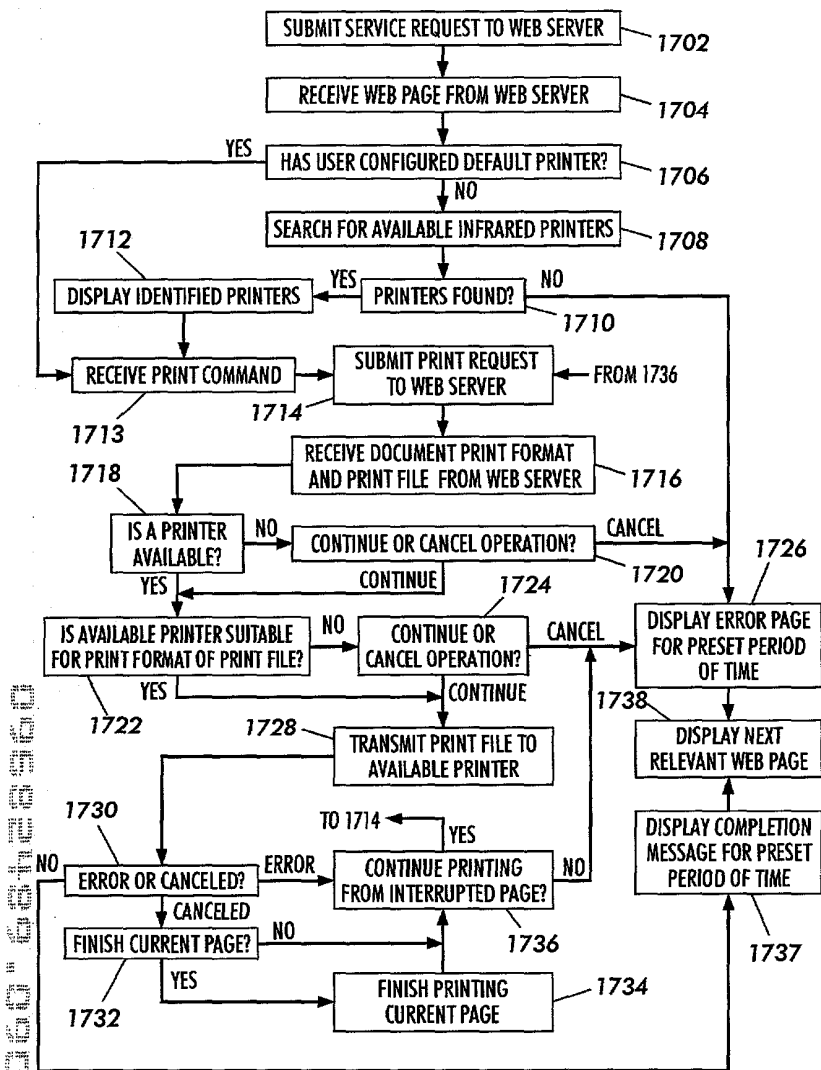 SUBMIT SERVICE REQUEST TO WEB SERVER
1702
RECEIVE WEB PAGE FROM WEB SERVER
1704
YES
HAS USER CONFIGURED DEFAULT PRINTER?
1706
NO
SEARCH FOR AVAILABLE INFRARED PRINTERS
1708
1712
DISPLAY IDENTIFIED PRINTERS
YES
PRINTERS FOUND?
NO
1710
RECEIVE PRINT COMMAND
1713
SUBMIT PRINT REQUEST
TO WEB SERVER
1714
FROM 1736
RECEIVE DOCUMENT PRINT FORMAT
AND PRINT FILE FROM WEB SERVER
1716
1718
IS A PRINTER
AVAILABLE?
NO
CONTINUE OR CANCEL OPERATION?
CANCEL
1720
YES
CONTINUE
1724
1726
IS AVAILABLE PRINTER SUITABLE
FOR PRINT FORMAT OF PRINT FILE?
NO
CONTINUE OR
CANCEL OPERATION?
CANCEL
DISPLAY ERROR PAGE
FOR PRESET PERIOD
OF TIME
1722
YES
CONTINUE
1738
1728
TRANSMIT PRINT FILE TO
AVAILABLE PRINTER
DISPLAY NEXT
RELEVANT WEB PAGE
1730
TO 1714
YES
NO
ERROR OR CANCELED?
ERROR
CONTINUE PRINTING
FROM INTERRUPTED PAGE?
NO
1736
DISPLAY COMPLETION
MESSAGE FOR PRESET
PERIOD OF TIME
1737
CANCELED
FINISH CURRENT PAGE?
NO
1732
YES
FINISH PRINTING
CURRENT PAGE
1734